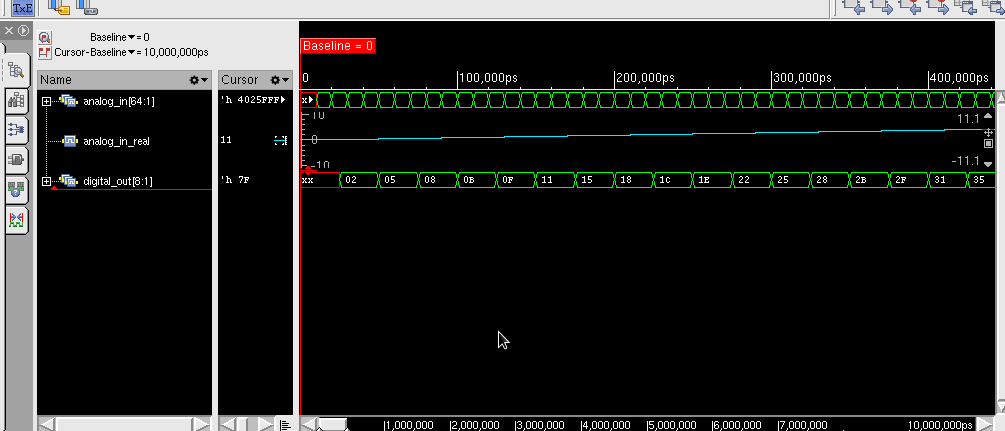 TxE
Baseline = 0
Cursor-Baseline = 10,000,000ps
Baseline = 0
Name
Cursor
0 100,000ps 200,000ps 300,000ps 400,000ps
analog_in[64:1]
'h 4025FFF
x
10
11.1
analog_in_real
11
0
-10
-11.1
digital_out[8:1]
'h 7F
xx 02 05 08 0B 0F 11 15 18 1C 1E 22 25 28 2B 2F 31 35
1,000,000 2,000,000 3,000,000 4,000,000 5,000,000 6,000,000 7,000,000 10,000,000ps